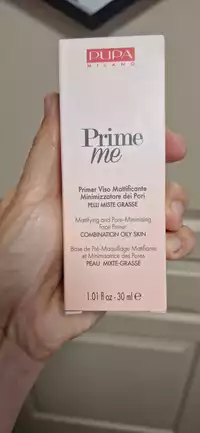 PUPA
MILANO
Prime
me
Primer Viso Mattificante
Minimizzatore dei Pori
PELLI MISTE GRASSE
Mattifying and Pore-Minimising
Face Primer
COMBINATION OILY SKIN
Base de Pré-Maquillage Matifiante
et Minimisatrice des Pores
PEAU MIXTE-GRASSE
1.01 fl oz - 30 ml e